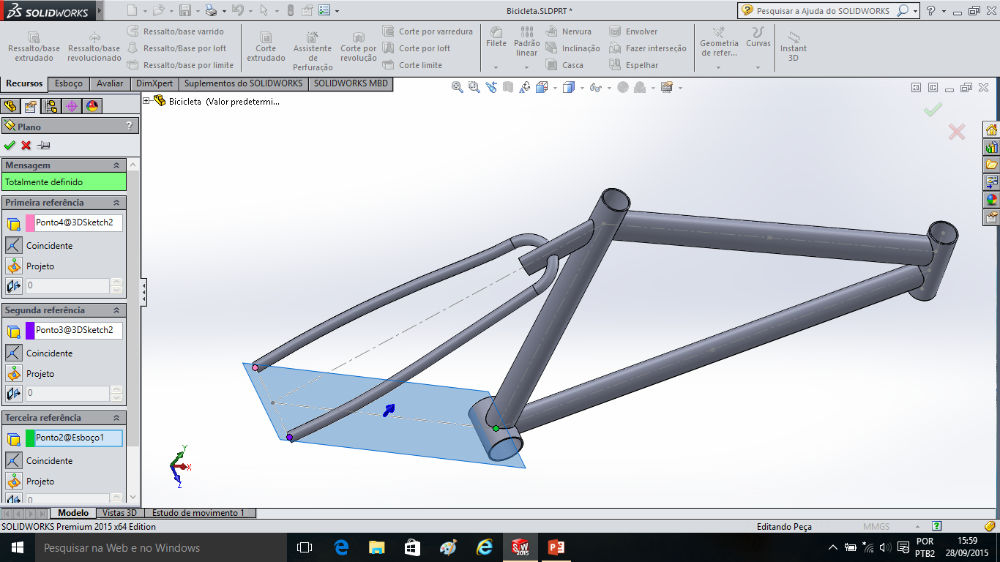 SOLIDWORKS
Bicicleta.SLDPRT *
Pesquisar a Ajuda do SOLIDWORKS
Ressalto/base extrudado
Ressalto/base revolucionado
Ressalto/base varrido
Ressalto/Base por loft
Ressalto/Base por limite
Corte extrudado
Assistente de Perfuração
Corte por revolução
Corte por varredura
Corte por loft
Corte limite
Filete
Padrão linear
Nervura
Inclinação
Casca
Envolver
Fazer interseção
Espelhar
Geometria de refer...
Curvas
Instant 3D
Recursos
Esboço
Avaliar
DimXpert
Suplementos do SOLIDWORKS
SOLIDWORKS MBD
Bicicleta (Valor predetermi...
Plano
?
Mensagem
Totalmente definido
Primeira referência
Ponto4@3DSketch2
Coincidente
Projeto
0
Segunda referência
Ponto3@3DSketch2
Coincidente
Projeto
0
Terceira referência
Ponto2@Esboço1
Coincidente
Projeto
0
Y
X
Z
Modelo
Vistas 3D
Estudo de movimento 1
SOLIDWORKS Premium 2015 x64 Edition
Editando Peça
MMGS
Pesquisar na Web e no Windows
SW
2015
POR
PTB2
15:59
28/09/2015